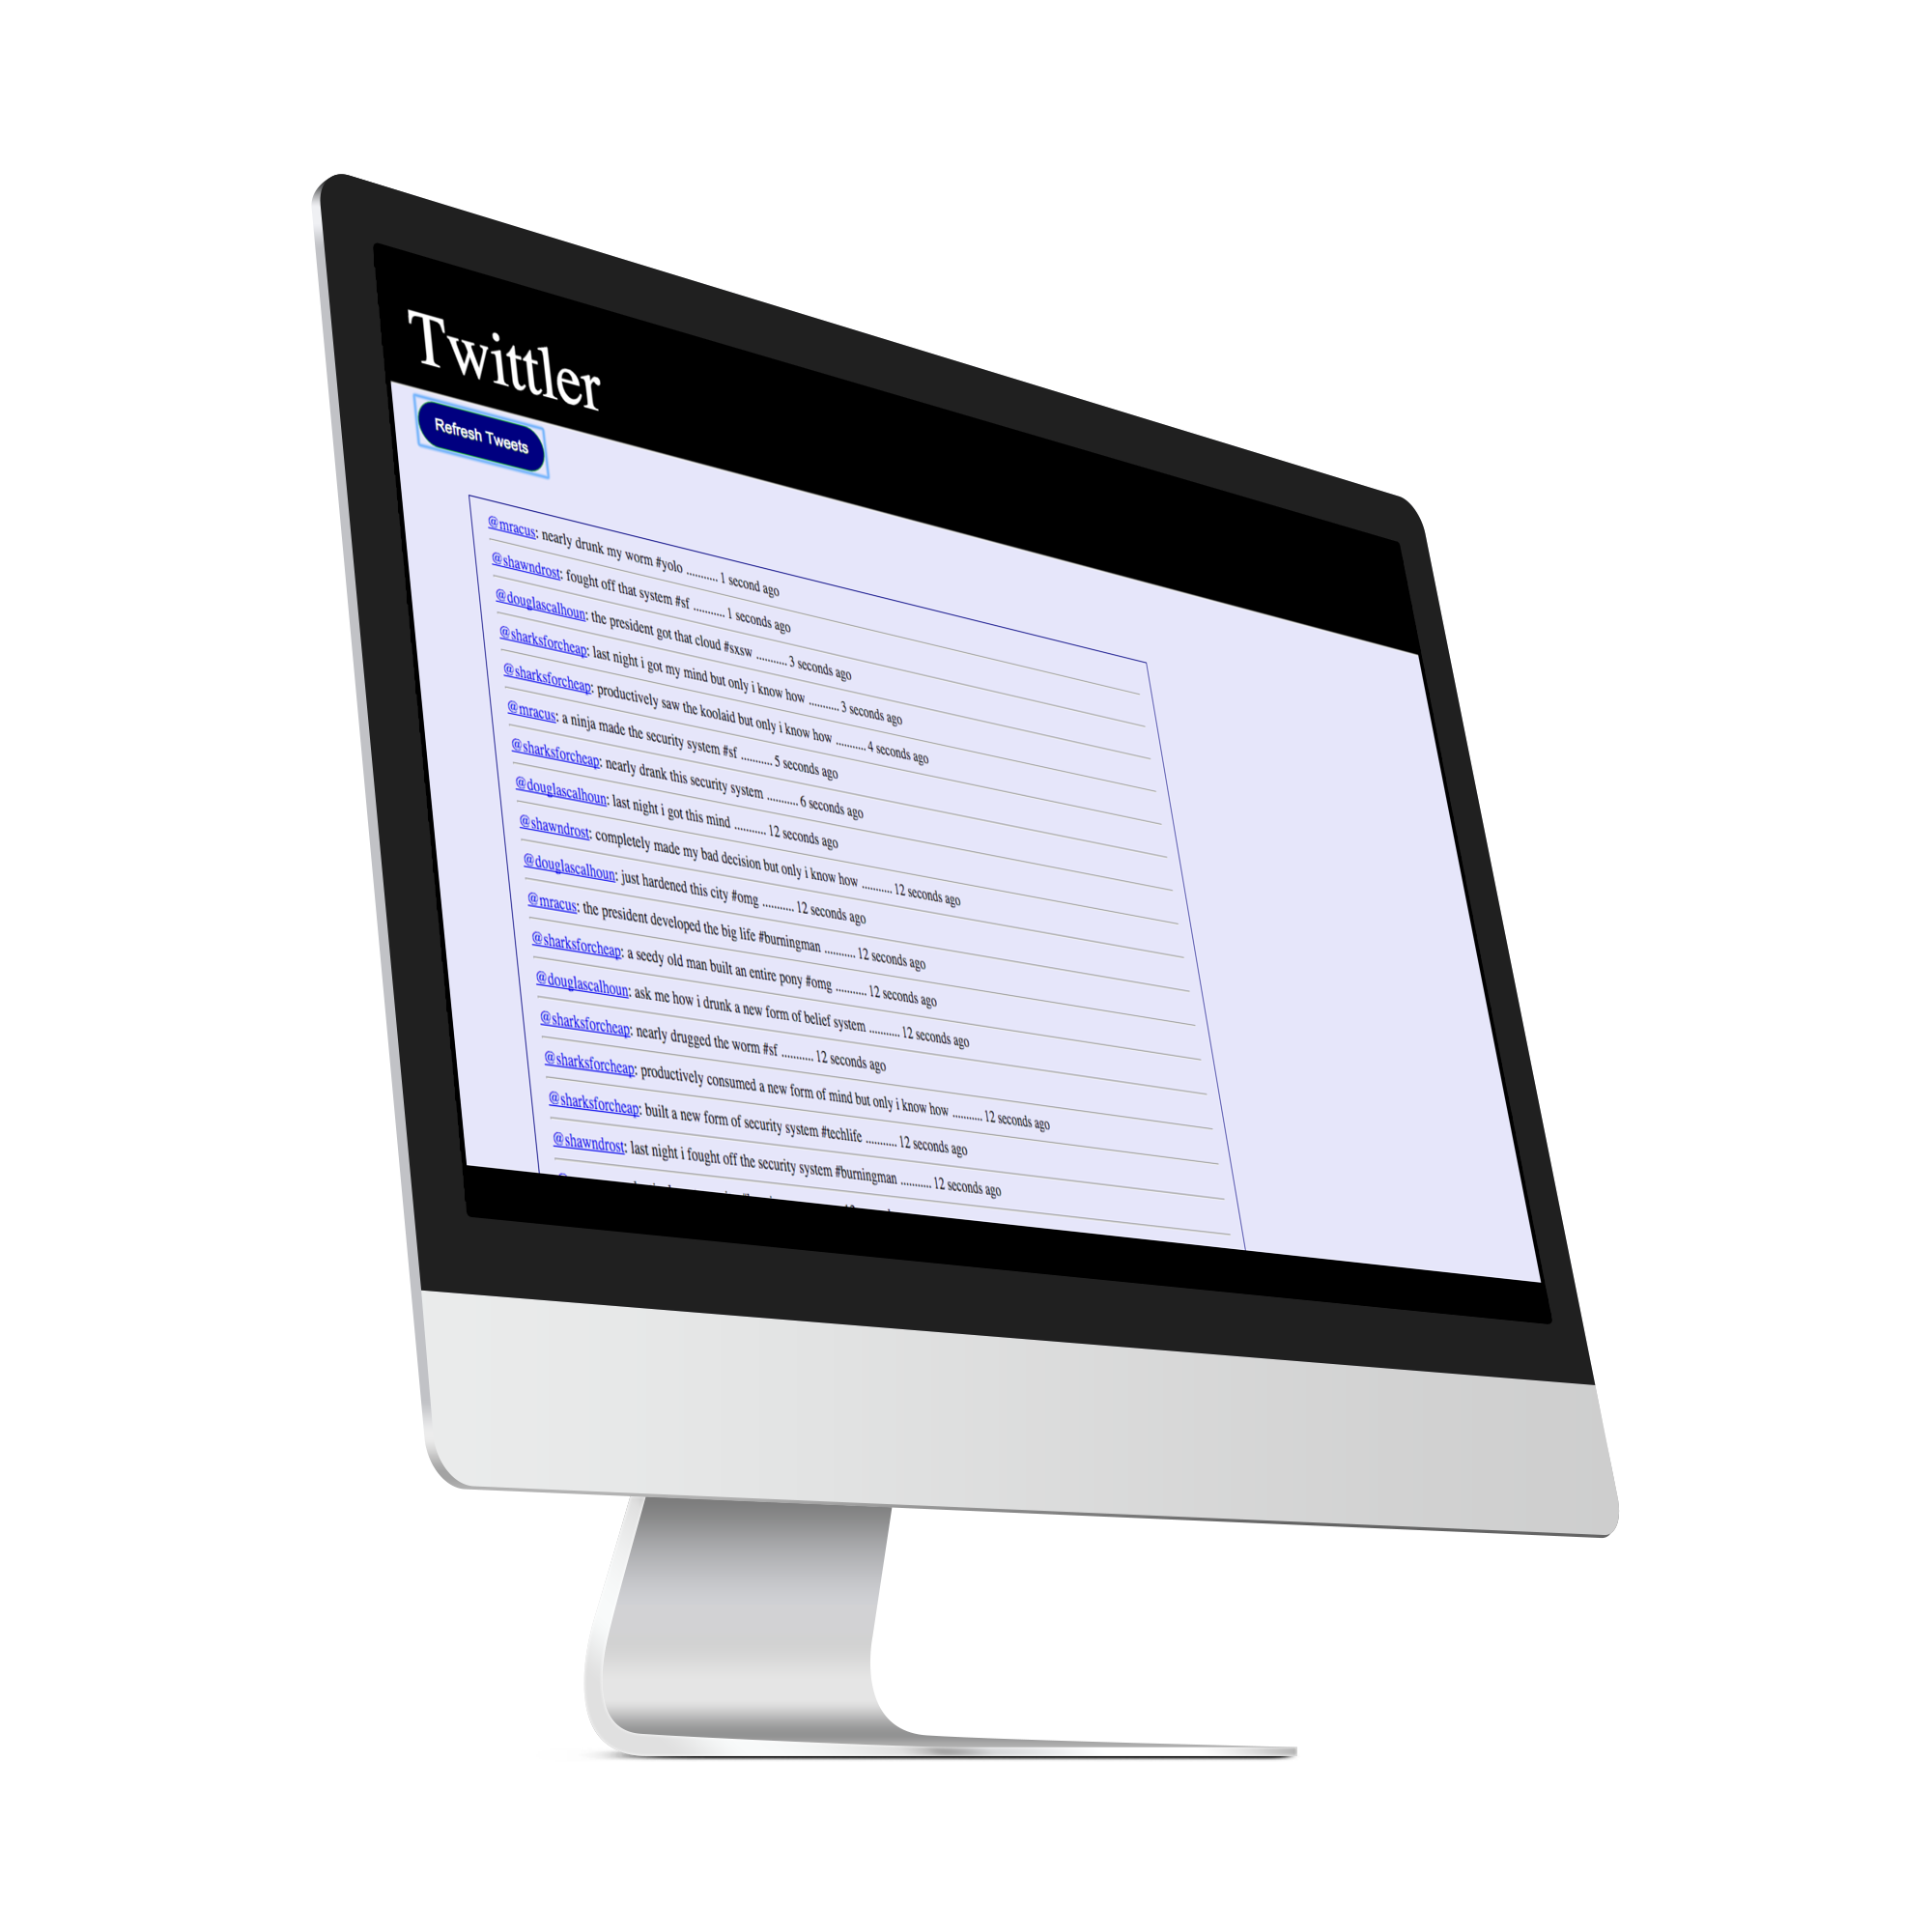 Twittler
Refresh Tweets
@mracus: nearly drunk my worm #yolo .......... 1 second ago
@shawndrost: fought off that system #sf .......... 1 seconds ago
@douglascalhoun: the president got that cloud #sxsw .......... 3 seconds ago
@sharksforcheap: last night i got my mind but only i know how .......... 3 seconds ago
@sharksforcheap: productively saw the koolaid but only i know how .......... 4 seconds ago
@mracus: a ninja made the security system #sf .......... 5 seconds ago
@sharksforcheap: nearly drank this security system .......... 6 seconds ago
@douglascalhoun: last night i got this mind .......... 12 seconds ago
@shawndrost: completely made my bad decision but only i know how .......... 12 seconds ago
@douglascalhoun: just hardened this city #omg .......... 12 seconds ago
@mracus: the president developed the big life #burningman .......... 12 seconds ago
@sharksforcheap: a seedy old man built an entire pony #omg .......... 12 seconds ago
@douglascalhoun: ask me how i drunk a new form of belief system .......... 12 seconds ago
@sharksforcheap: nearly drugged the worm #sf .......... 12 seconds ago
@sharksforcheap: productively consumed a new form of mind but only i know how .......... 12 seconds ago
@sharksforcheap: built a new form of security system #techlife .......... 12 seconds ago
@shawndrost: last night i fought off the security system #burningman .......... 12 seconds ago